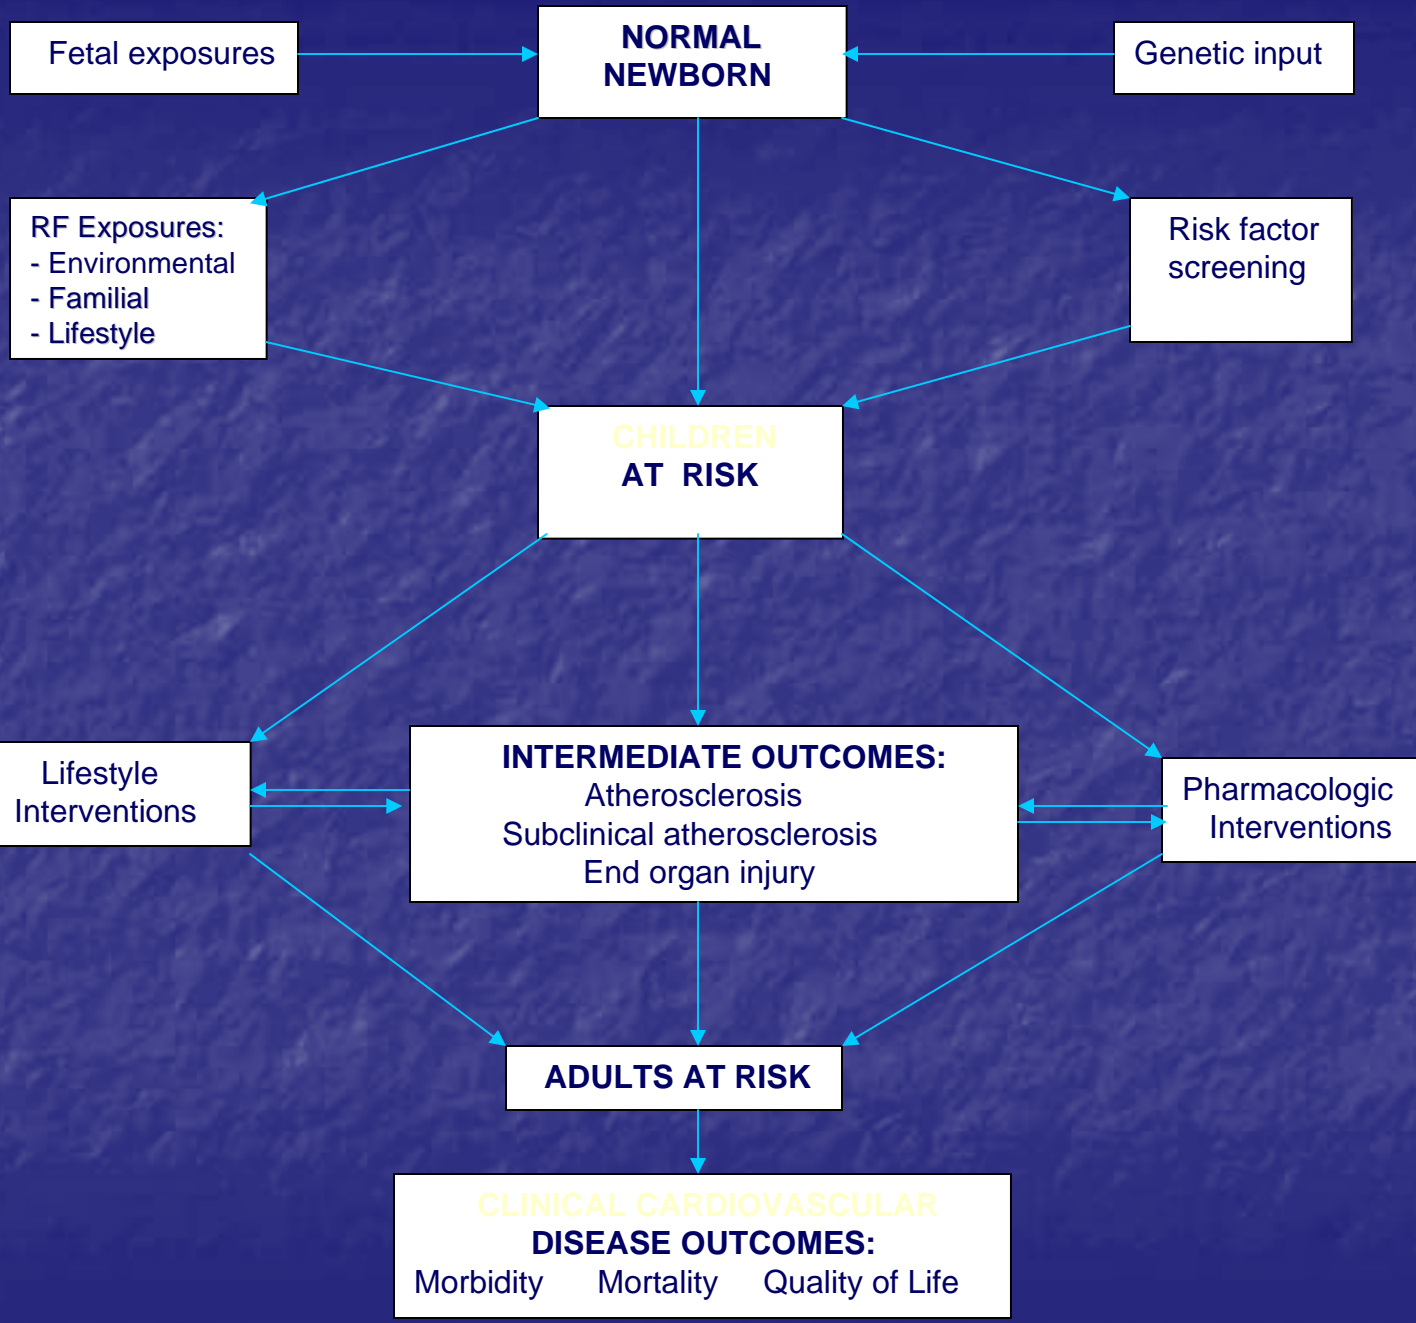 Fetal exposures
NORMAL
NEWBORN
Genetic input
RF Exposures:
- Environmental
- Familial
- Lifestyle
Risk factor
screening
CHILDREN
AT RISK
Lifestyle
Interventions
INTERMEDIATE OUTCOMES:
Atherosclerosis
Subclinical atherosclerosis
End organ injury
Pharmacologic
Interventions
ADULTS AT RISK
CLINICAL CARDIOVASCULAR
DISEASE OUTCOMES:
Morbidity Mortality Quality of Life